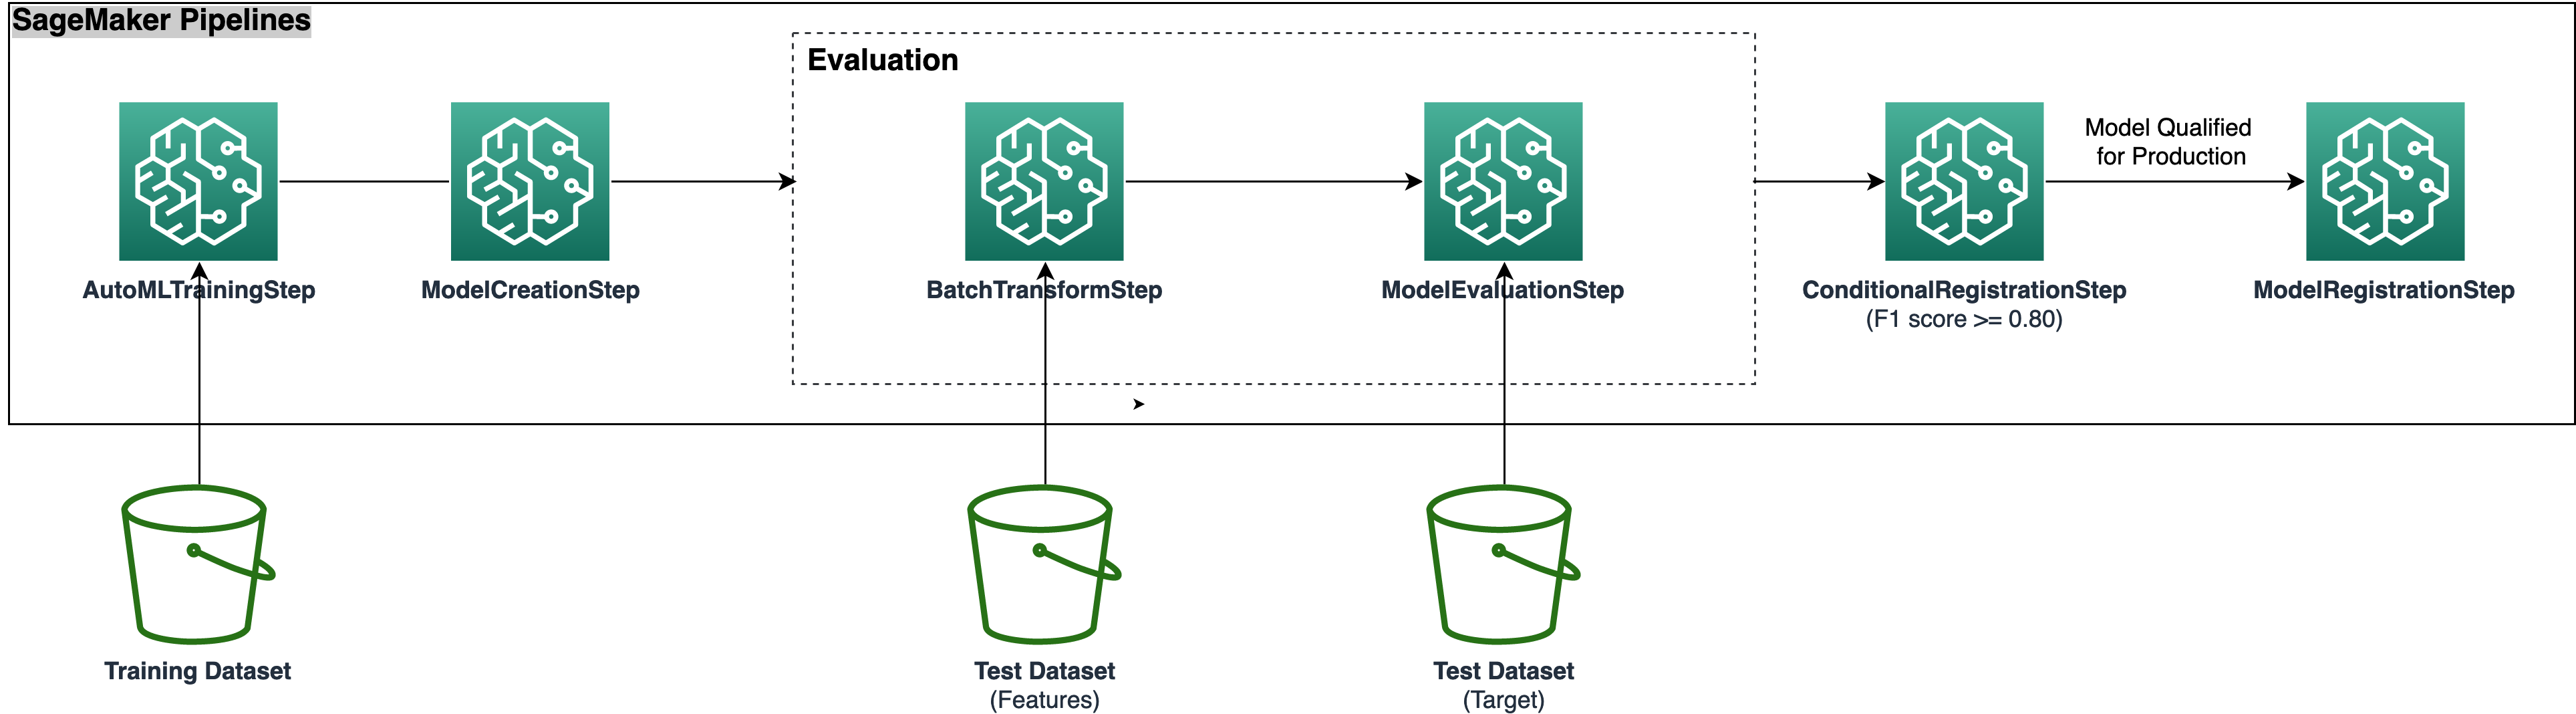 SageMaker Pipelines
Evaluation
Model Qualified
for Production
AutoMLTrainingStep
ModelCreationStep
BatchTransformStep
ModelEvaluationStep
ConditionalRegistrationStep
(F1 score >= 0.80)
ModelRegistrationStep
Training Dataset
Test Dataset
(Features)
Test Dataset
(Target)